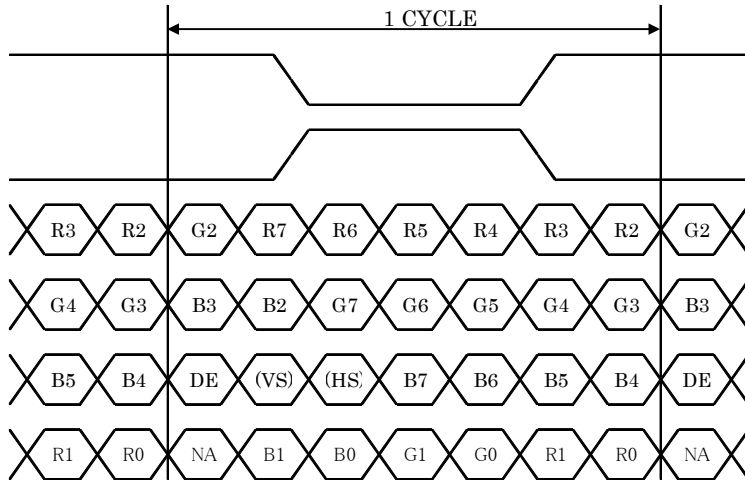 1 CYCLE
R3 R2 G2 R7 R6 R5 R4 R3 R2 G2
G4 G3 B3 B2 G7 G6 G5 G4 G3 B3
B5 B4 DE (VS) (HS) B7 B6 B5 B4 DE
R1 R0 NA B1 B0 G1 G0 R1 R0 NA